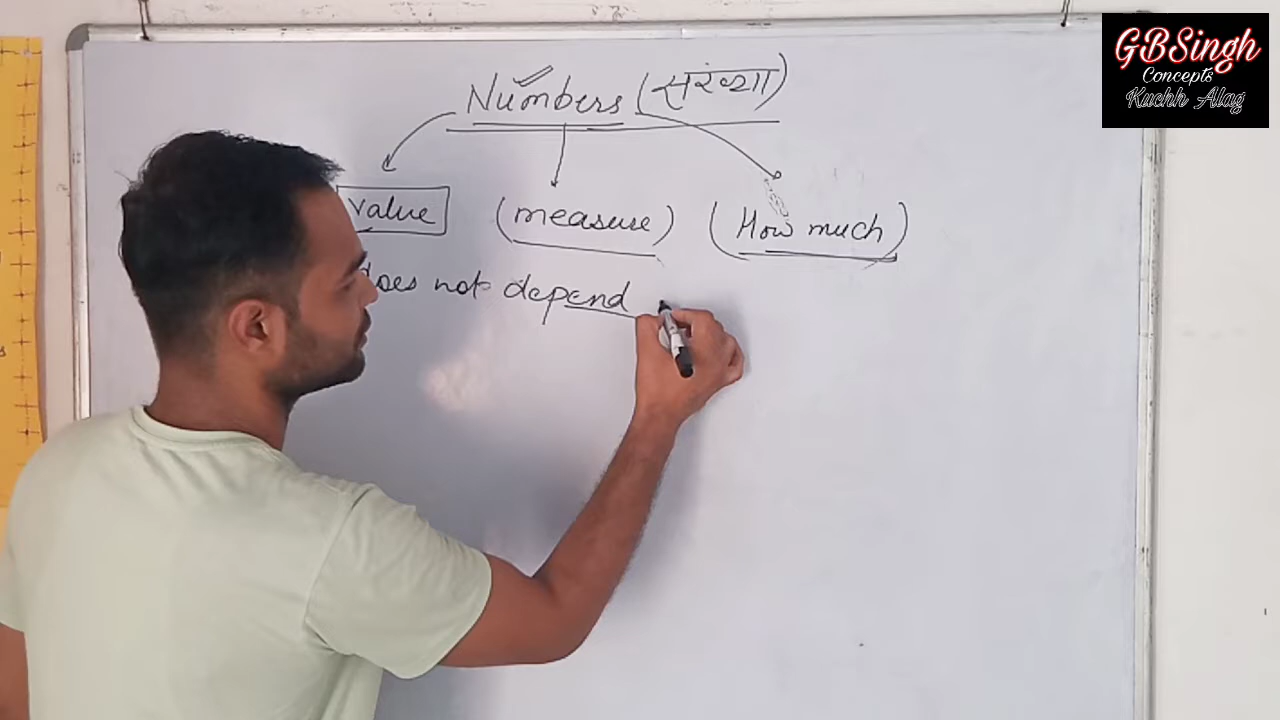 GBSingh
Concepts
Kuchh Alag
Numbers (संख्या)
value (measure) (How much)
does not depend